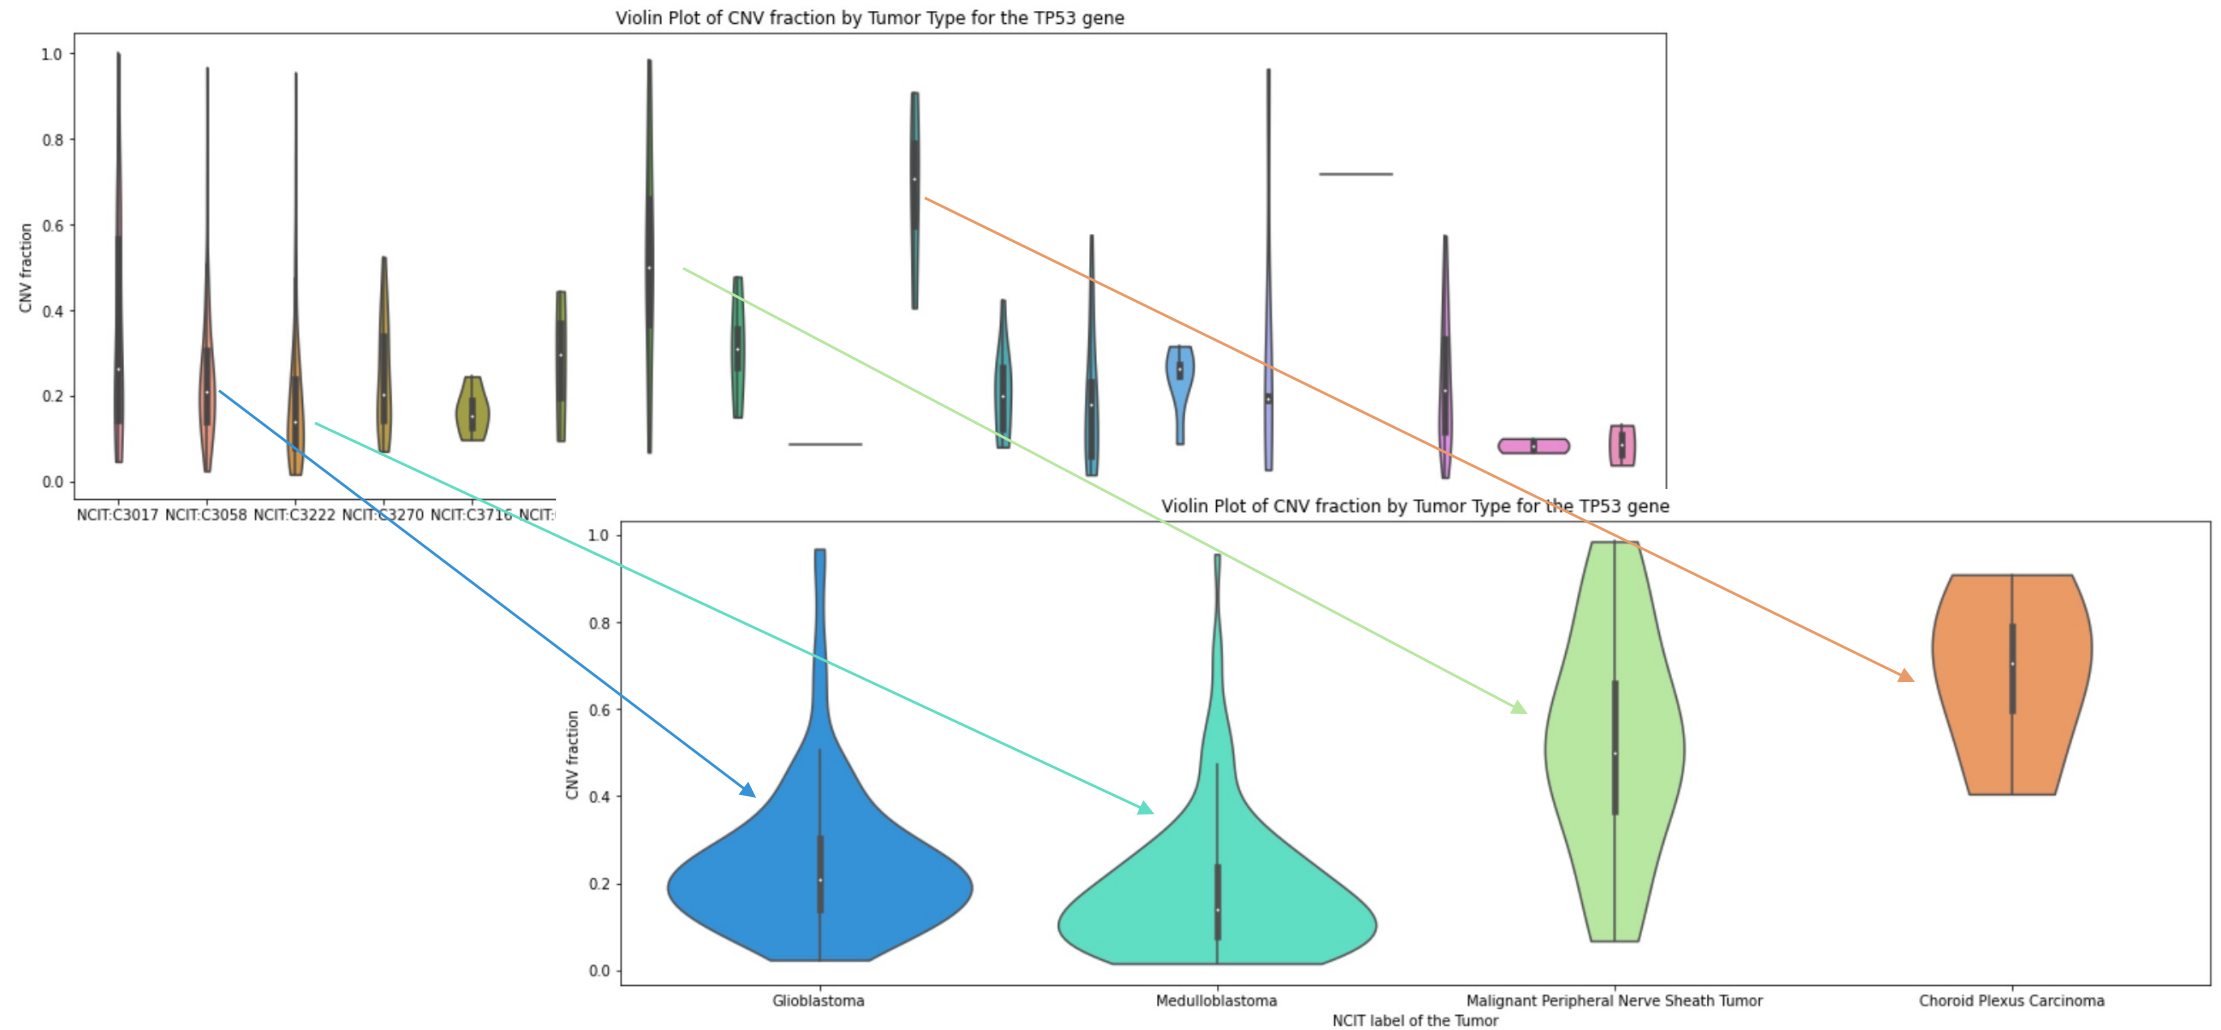 Violin Plot of CNV fraction by Tumor Type for the TP53 gene
1.0
0.8
0.6
0.4
0.2
0.0
CNV fraction
NCIT:C3017 NCIT:C3058 NCIT:C3222 NCIT:C3270 NCIT:C3716 NCIT:
Violin Plot of CNV fraction by Tumor Type for the TP53 gene
1.0
0.8
0.6
0.4
0.2
0.0
CNV fraction
Glioblastoma Medulloblastoma Malignant Peripheral Nerve Sheath Tumor Choroid Plexus Carcinoma
NCIT label of the Tumor